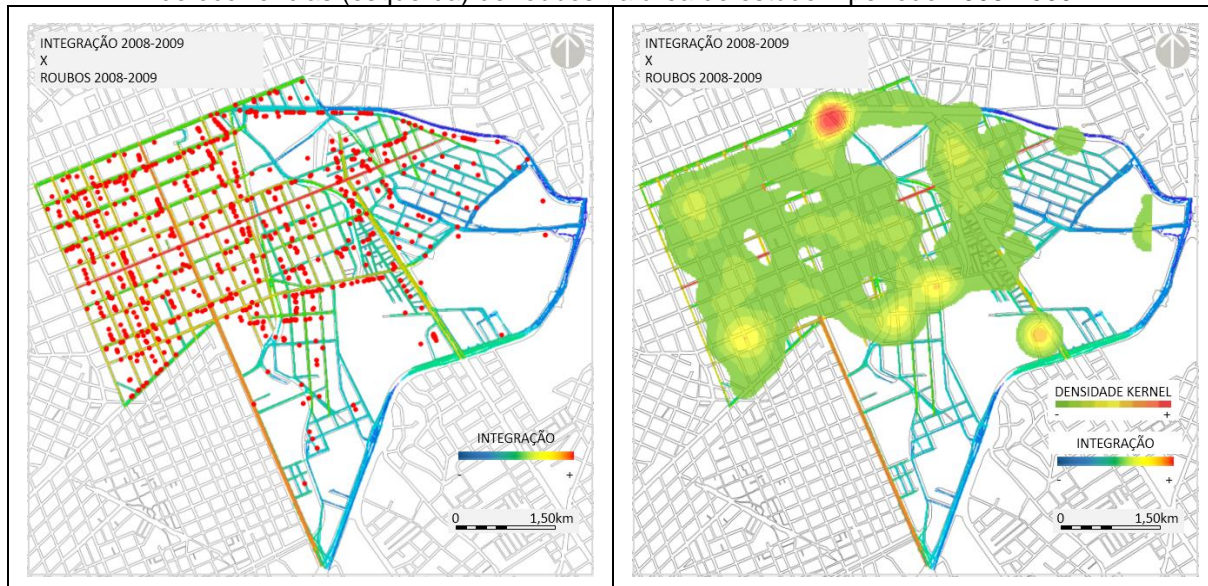 INTEGRAÇÃO 2008-2009
X
ROUBOS 2008-2009
INTEGRAÇÃO
- +
0 1,50km
INTEGRAÇÃO 2008-2009
X
ROUBOS 2008-2009
DENSIDADE KERNEL
- +
INTEGRAÇÃO
- +
0 1,50km